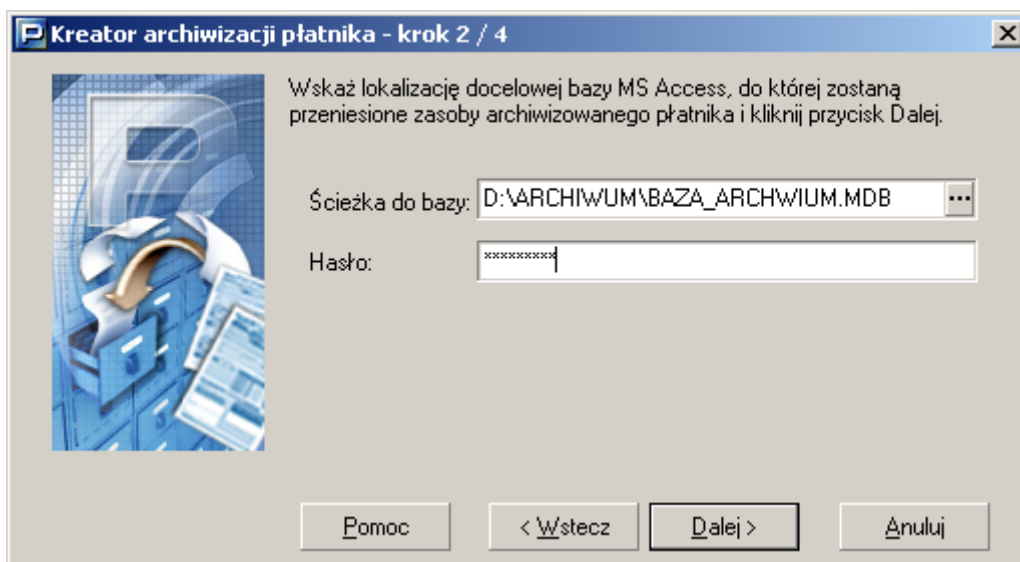 Kreator archiwizacji płatnika - krok 2 / 4
Wskaż lokalizację docelowej bazy MS Access, do której zostaną
przeniesione zasoby archiwizowanego płatnika i kliknij przycisk Dalej.
Ścieżka do bazy: D:\ARCHIWUM\BAZA_ARCHWIUM.MDB ...
Hasło: xxxxxxxxx
Pomoc < Wstecz Dalej > Anuluj